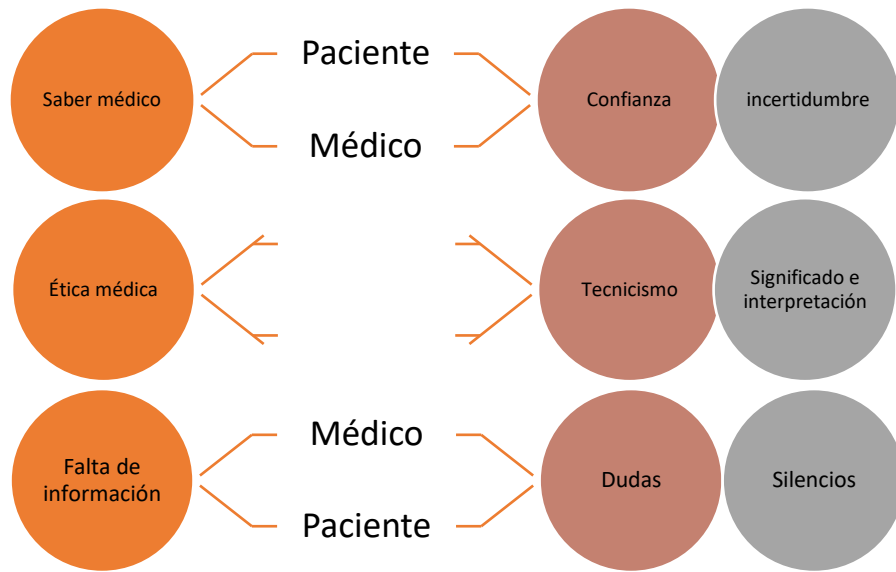 Paciente
Saber médico
Confianza
incertidumbre
Médico
Ética médica
Tecnicismo
Significado e
interpretación
Médico
Falta de
información
Dudas
Silencios
Paciente